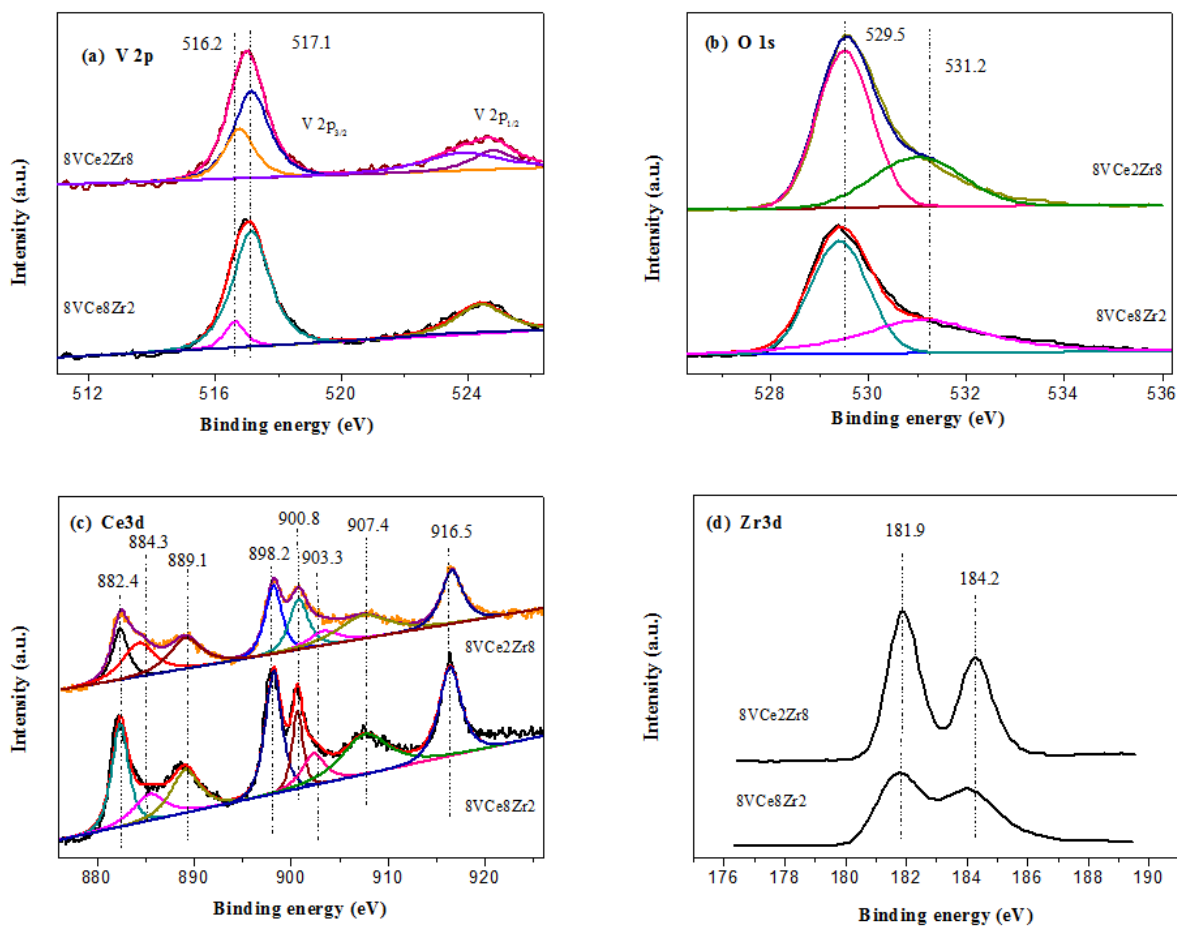 (a) V 2p
516.2
517.1
V 2p3/2
V 2p1/2
8VCe2Zr8
8VCe8Zr2
Intensity (a.u.)
512 516 520 524
Binding energy (eV)
(b) O 1s
529.5
531.2
8VCe2Zr8
8VCe8Zr2
Intensity (a.u.)
528 530 532 534 536
Binding energy (eV)
(c) Ce3d
882.4
884.3
889.1
898.2
900.8
903.3
907.4
916.5
8VCe2Zr8
8VCe8Zr2
Intensity (a.u.)
880 890 900 910 920
Binding energy (eV)
(d) Zr3d
181.9
184.2
8VCe2Zr8
8VCe8Zr2
Intensity (a.u.)
176 178 180 182 184 186 188 190
Binding energy (eV)